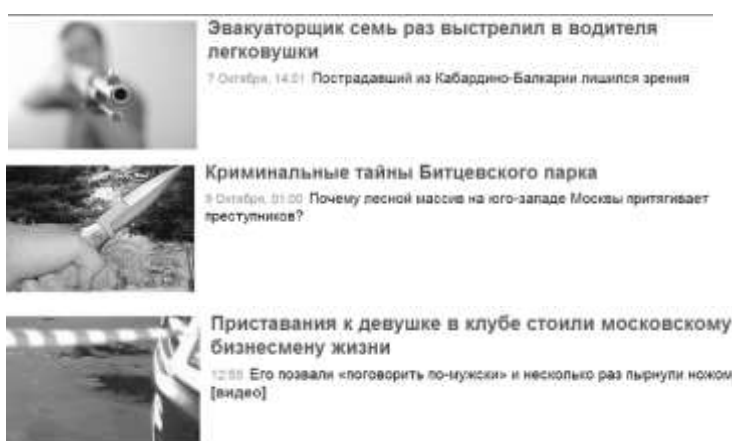 Эвакуаторщик семь раз выстрелил в водителя
легковушки
7 Октября, 14:01 Пострадавший из Кабардино-Балкарии лишился зрения
Криминальные тайны Битцевского парка
9 Октября, 01:00 Почему лесной массив на юго-западе Москвы притягивает
преступников?
Приставания к девушке в клубе стоили московскому
бизнесмену жизни
12:55 Его позвали «поговорить по-мужски» и несколько раз пырнули ножом
[видео]